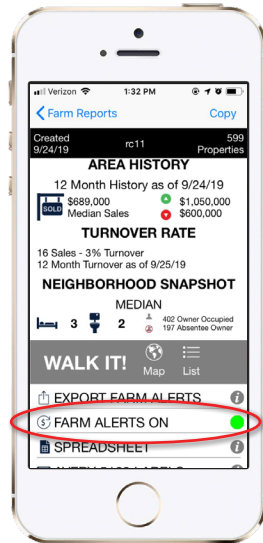 Verizon 1:32 PM
Farm Reports Copy
Created 9/24/19 rc11 599 Properties
AREA HISTORY
12 Month History as of 9/24/19
SOLD $689,000 Median Sales $1,050,000 $600,000
TURNOVER RATE
16 Sales - 3% Turnover
12 Month Turnover as of 9/25/19
NEIGHBORHOOD SNAPSHOT
MEDIAN
3 2 402 Owner Occupied
197 Absentee Owner
WALK IT! Map List
EXPORT FARM ALERTS i
$ FARM ALERTS ON
SPREADSHEET i